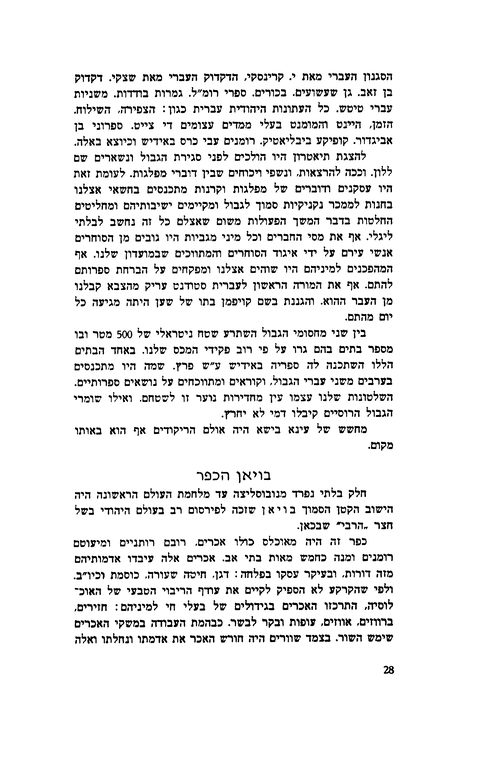 הסגנון העברי מאת י. קרינסקי, הדקדוק העברי מאת שצקי. דקדוק
בן זאב. גן שעשועים, בכורים. ספרי רומ״ל. גמרות בודדות. משניות
עברי טיטש. כל העתונות היהודית עברית כגון: הצפירה, השילוח,
הזמן, היינט והמומנט בעלי ממדים עצומים די צייט. ספרוני בן
אביגדור. קופיקע ביבליאטיק, רומנים עבי כרס באידיש וכיוצא באלה.
להצגת תיאטרון היו הולכים לפני סגירת הגבול ונשארים שם
ללון. וככה להרצאות, ונשפי ויכוחים שבין דוברי מפלגות. לעומת זאת
היו עסקנים ודוברים של מפלגות וקרנות מתכנסים בחשאי אצלנו
בחנות לממכר נקניקיות סמוך לגבול ומקיימים ישיבותיהם ומחליטים
החלטות בדבר המשך הפעולות משום שאצלם כל זה נחשב לבלתי
ליגלי. אף את מסי החברים וכל מיני מגביות היו גובים מן הסוחרים
אנשי עירם על ידי איגוד הסוחרים והמתווכים שבמועדון שלנו. אף
המהפכנים למיניהם היו שוהים אצלנו ומפקחים על הברחת ספרותם
להתם. אף את המורה הראשון לעברית סטודנט עריק מהצבא קבלנו
מן העבר ההוא. והגננת בשם קויפמן בתו של שען היתה מגיעה כל
יום מהתם.
בין שני מחסומי הגבול השתרע שטח ניטראלי של 500 מטר ובו
מספר בתים בהם גרו על פי רוב פקידי המכס שלנו. באחד הבתים
הללו השתכנה לה ספריה באידיש ע״ש פרץ. שמה היו מתכנסים
בערבים משני עברי הגבול, וקוראים ומתווכחים על נושאים ספרותיים.
השלטונות שלנו עצמו עין מחדירות נוער זו לשטחם. ואילו שומרי
הגבול הרוסיים קיבלו דמי לא יחרץ.
מחשש של עינא בישא היה אולם הריקודים אף הוא באותו
מקום.
בויאן הכפר
חלק בלתי נפרד מנובוסליצה עד מלחמת העולם הראשונה היה
הישוב הקטן הסמוך בויאן שזכה לפירסום רב בעולם היהודי בשל
חצר „הרבי״ שבכאן.
כפר זה היה מאוכלס כולו אכרים, רובם רותניים ומיעוטם
רומנים ומנה כחמש מאות בתי אב. אכרים אלה עיבדו אדמותיהם
מזה דורות, ובעיקר עסקו בפלחה: דגן, חיטה שעורה, כוסמת וכיו״ב.
ולפי שהקרקע לא הספיק לקיים את עודף הריבוי הטבעי של האוכ־
לוסיה, התרכזו האכרים בגידולים של בעלי חי למיניהם: חזירים,
ברווזים, אווזים, עופות ובקר לבשר. כבהמת העבודה במשקי האכרים
שימש השור. בצמד שוורים היה חורש האכר את אדמתו ונחלתו ואלה
28